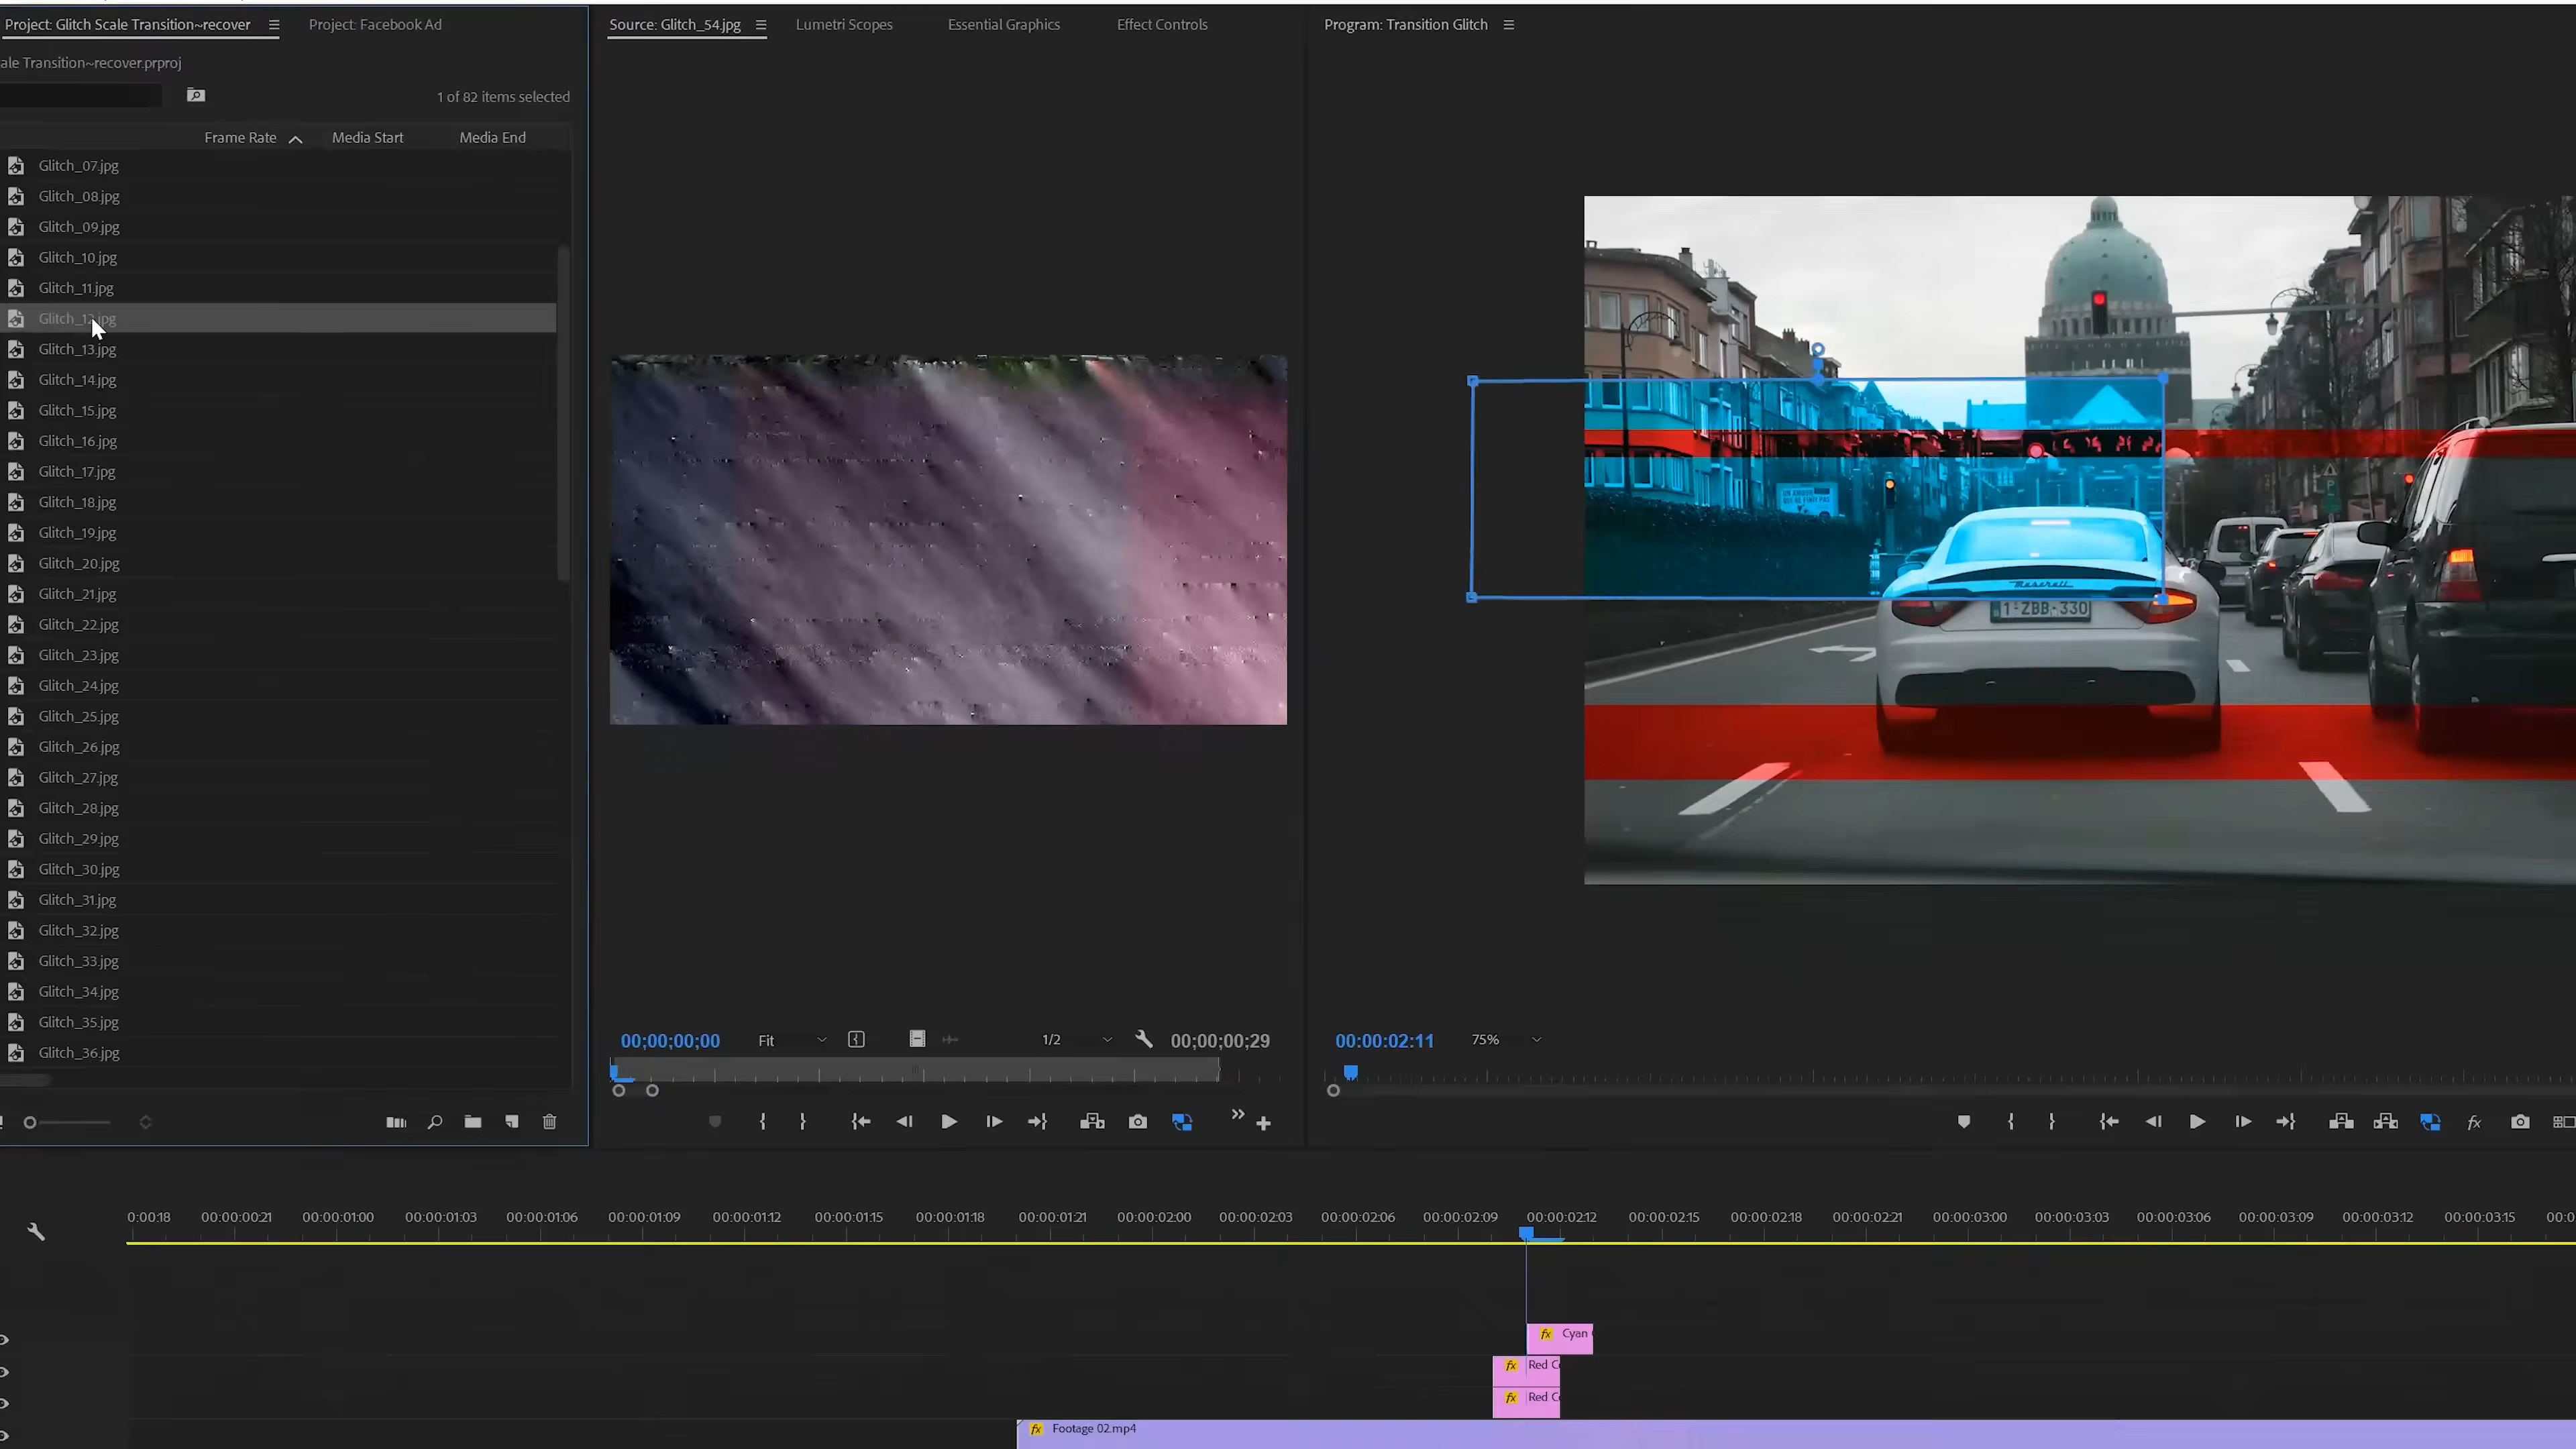 Project: Glitch Scale Transition~recover
Project: Facebook Ad
Source: Glitch_54.jpg
Lumetri Scopes
Essential Graphics
Effect Controls
Program: Transition Glitch
ale Transition~recover.prproj
1 of 82 items selected
Frame Rate
Media Start
Media End
Glitch_07.jpg
Glitch_08.jpg
Glitch_09.jpg
Glitch_10.jpg
Glitch_11.jpg
Glitch_12.jpg
Glitch_13.jpg
Glitch_14.jpg
Glitch_15.jpg
Glitch_16.jpg
Glitch_17.jpg
Glitch_18.jpg
Glitch_19.jpg
Glitch_20.jpg
Glitch_21.jpg
Glitch_22.jpg
Glitch_23.jpg
Glitch_24.jpg
Glitch_25.jpg
Glitch_26.jpg
Glitch_27.jpg
Glitch_28.jpg
Glitch_29.jpg
Glitch_30.jpg
Glitch_31.jpg
Glitch_32.jpg
Glitch_33.jpg
Glitch_34.jpg
Glitch_35.jpg
Glitch_36.jpg
Maserati
1-ZBB-330
00;00;00;00
Fit
1/2
00;00;00;29
00:00:02:11
75%
fx
0:00:18 00:00:00:21 00:00:01:00 00:00:01:03 00:00:01:06 00:00:01:09 00:00:01:12 00:00:01:15 00:00:01:18 00:00:01:21 00:00:02:00 00:00:02:03 00:00:02:06 00:00:02:09 00:00:02:12 00:00:02:15 00:00:02:18 00:00:02:21 00:00:03:00 00:00:03:03 00:00:03:06 00:00:03:09 00:00:03:12 00:00:03:15 00:0
fx Cyan
fx Red C
fx Red C
fx Footage 02.mp4